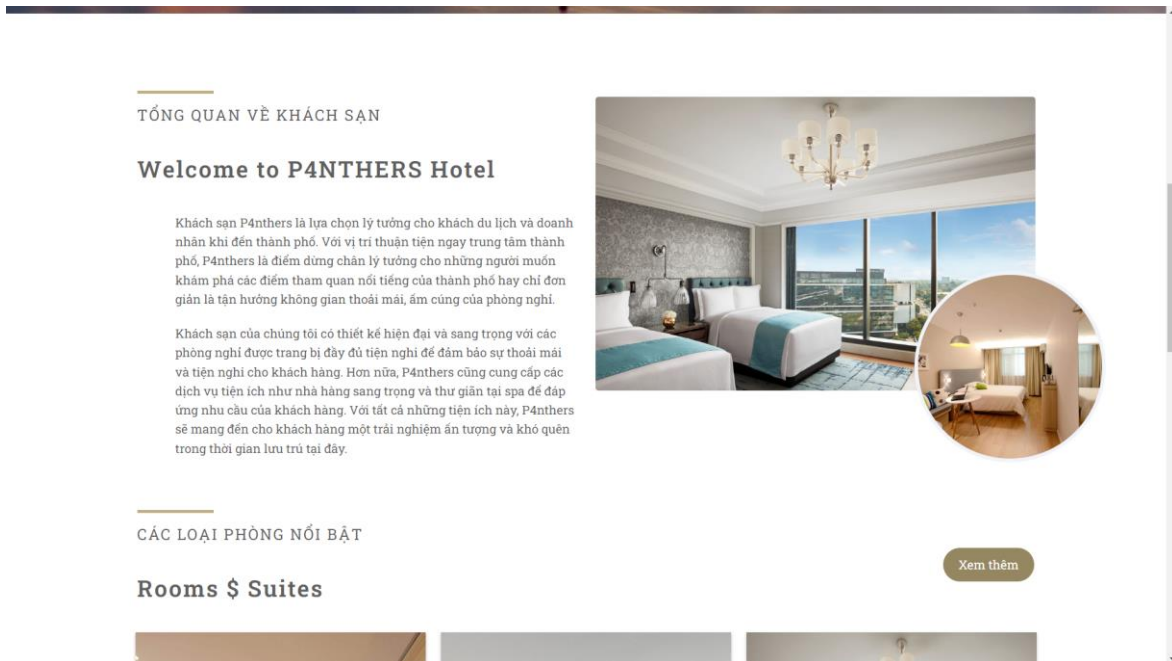 TỔNG QUAN VỀ KHÁCH SẠN
Welcome to P4NTHERS Hotel
Khách sạn P4nthers là lựa chọn lý tưởng cho khách du lịch và doanh
nhân khi đến thành phố. Với vị trí thuận tiện ngay trung tâm thành
phố, P4nthers là điểm dừng chân lý tưởng cho những người muốn
khám phá các điểm tham quan nổi tiếng của thành phố hay chỉ đơn
giản là tận hưởng không gian thoải mái, ấm cúng của phòng nghỉ.
Khách sạn của chúng tôi có thiết kế hiện đại và sang trọng với các
phòng nghỉ được trang bị đầy đủ tiện nghi để đảm bảo sự thoải mái
và tiện nghi cho khách hàng. Hơn nữa, P4nthers cũng cung cấp các
dịch vụ tiện ích như nhà hàng sang trọng và thư giãn tại spa để đáp
ứng nhu cầu của khách hàng. Với tất cả những tiện ích này, P4nthers
sẽ mang đến cho khách hàng một trải nghiệm ấn tượng và khó quên
trong thời gian lưu trú tại đây.
CÁC LOẠI PHÒNG NỔI BẬT
Xem thêm
Rooms $ Suites